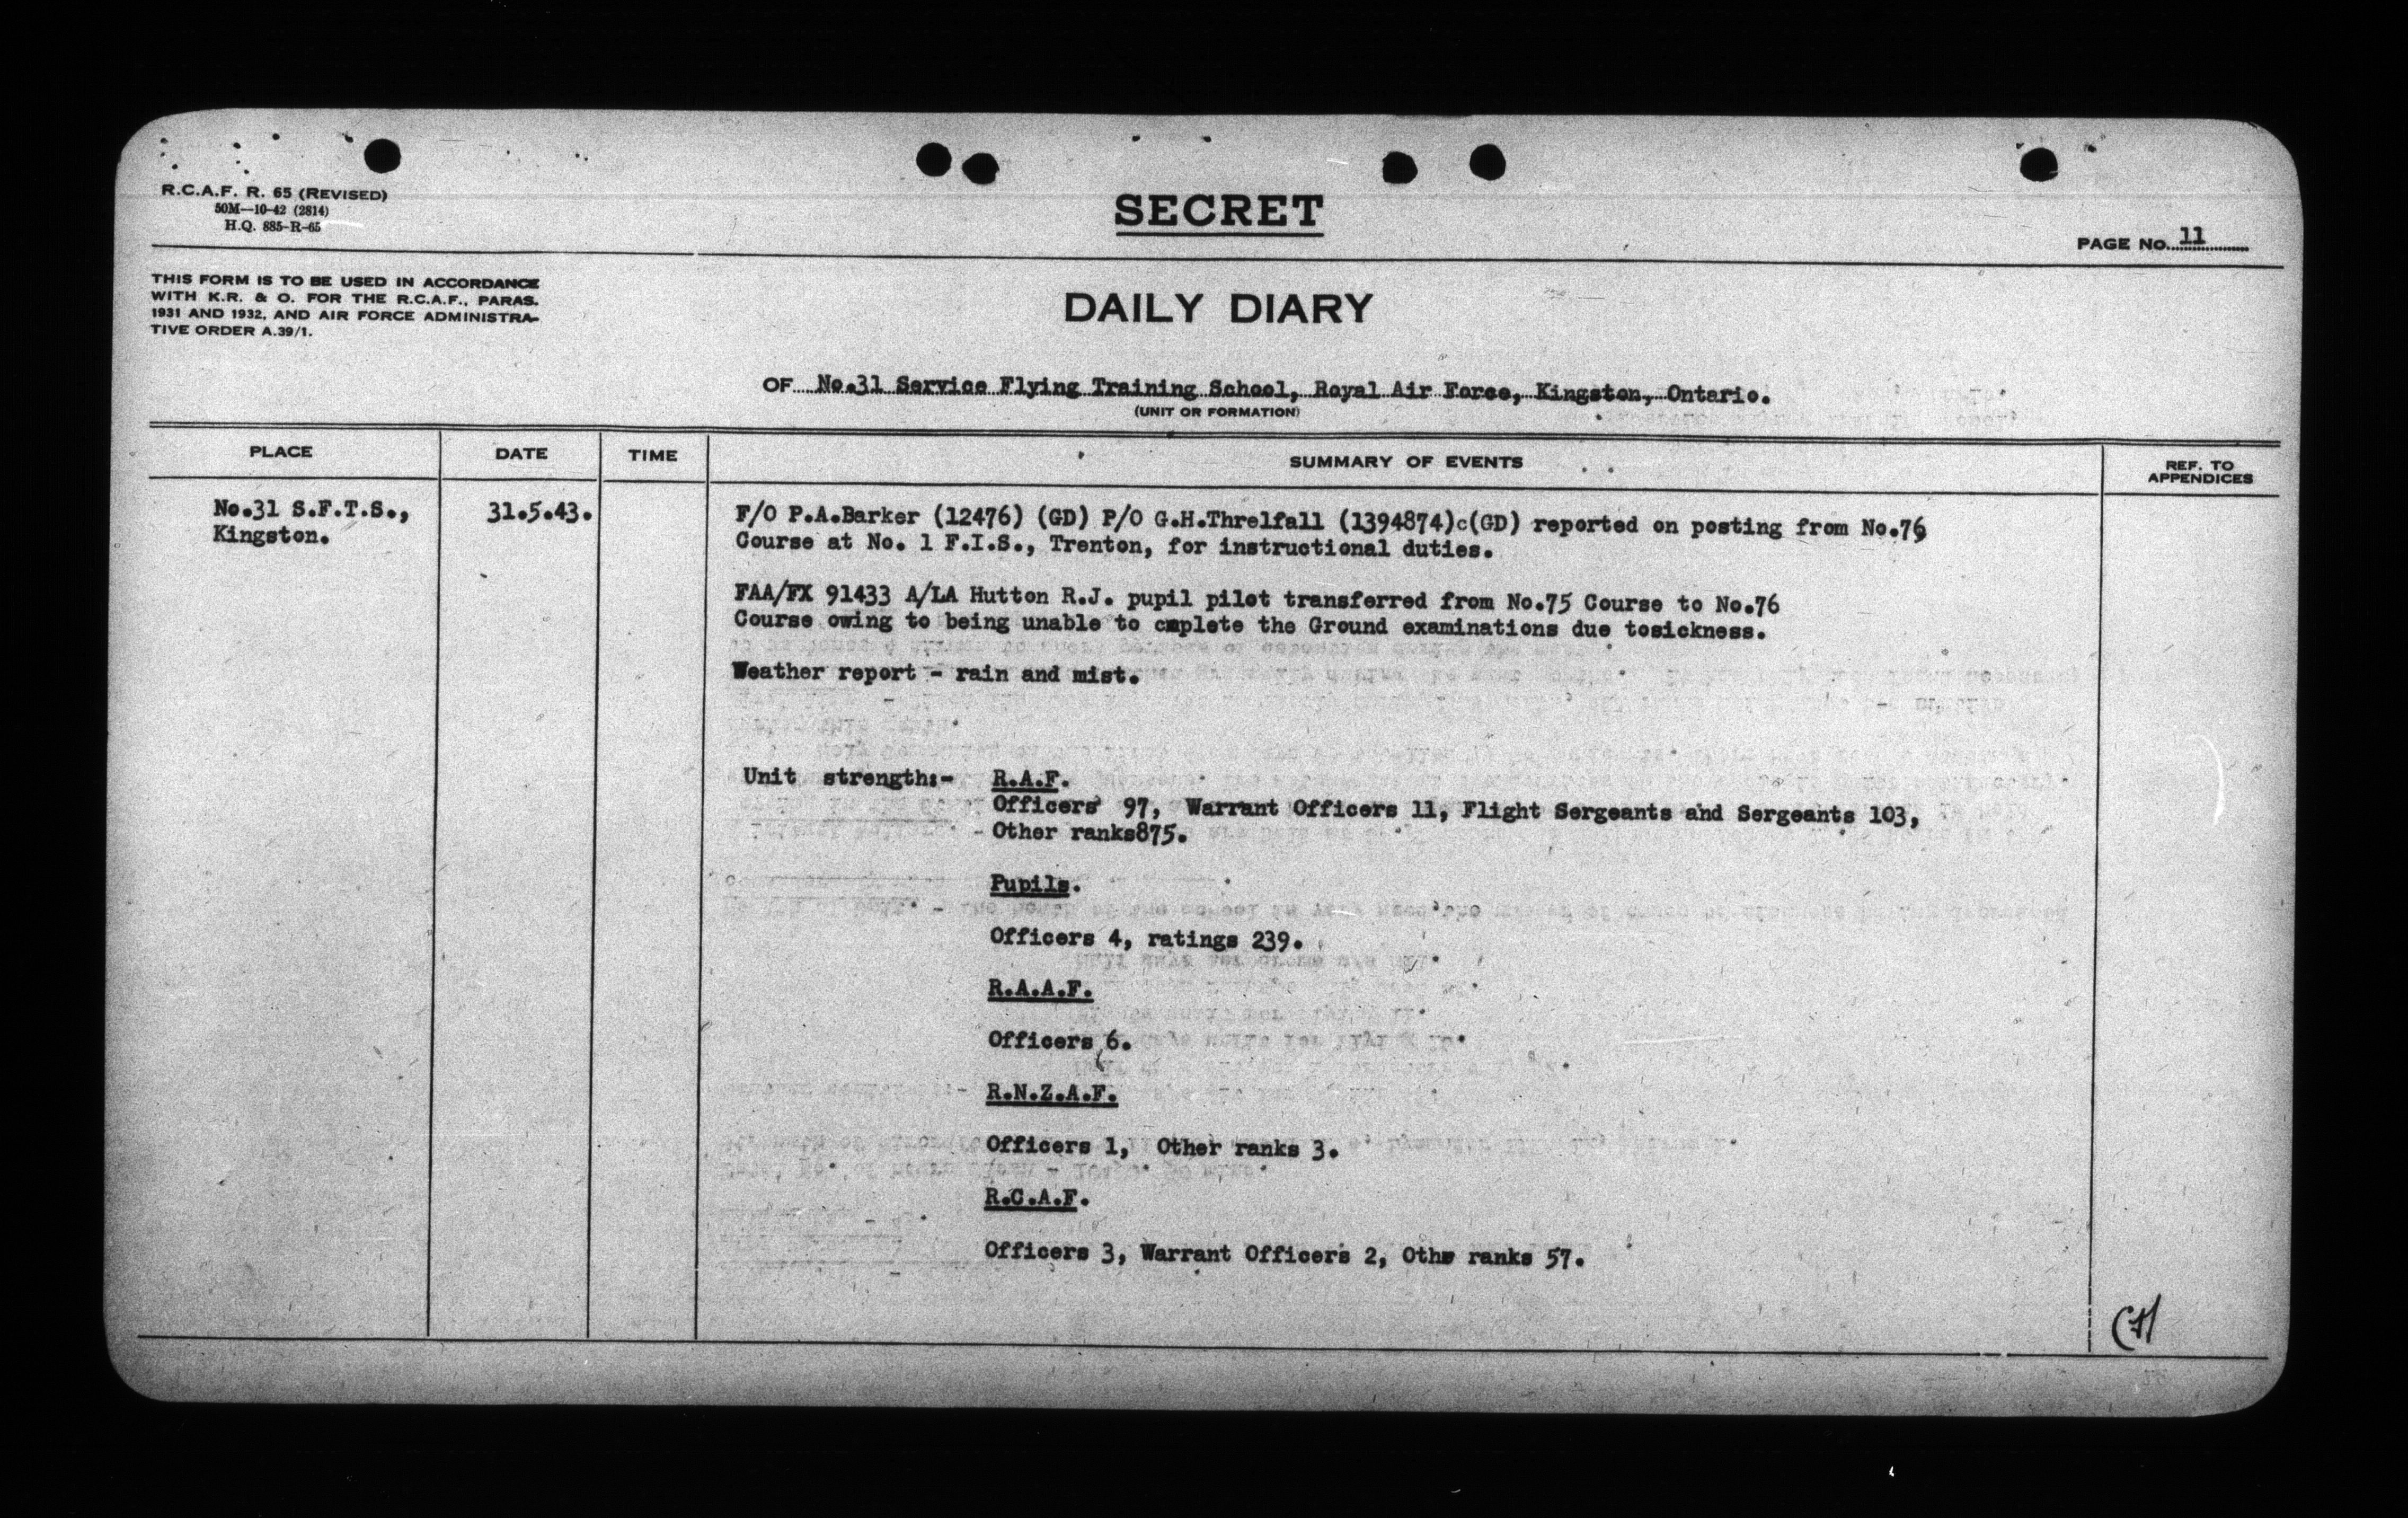 R.C.A.F. R. 65 (REVISED)
50M—10-42 (2814)
H.Q. 885-R-65
SECRET
PAGE No. 11
THIS FORM IS TO BE USED IN ACCORDANCE
WITH K.R. & O. FOR THE R.C.A.F., PARAS.
1931 AND 1932, AND AIR FORCE ADMINISTRA-
TIVE ORDER A.39/1.
DAILY DIARY
OF No.31 Service Flying Training School, Royal Air Force, Kingston, Ontario.
(UNIT OR FORMATION)
PLACE DATE TIME SUMMARY OF EVENTS REF. TO
APPENDICES
No.31 S.F.T.S., 31.5.43. F/O P.A.Barker (12476) (GD) P/O G.H.Threlfall (1394874)c(GD) reported on posting from No.76
Kingston. Course at No. 1 F.I.S., Trenton, for instructional duties.
FAA/FX 91433 A/LA Hutton R.J. pupil pilot transferred from No.75 Course to No.76
Course owing to being unable to cmplete the Ground examinations due tosickness.
Weather report - rain and mist.
Unit strength:- R.A.F.
Officers 97, Warrant Officers 11, Flight Sergeants and Sergeants 103,
Other ranks875.
Pupils.
Officers 4, ratings 239.
R.A.A.F.
Officers 6.
R.N.Z.A.F.
Officers 1, Other ranks 3.
R.C.A.F.
Officers 3, Warrant Officers 2, Othr ranks 57.